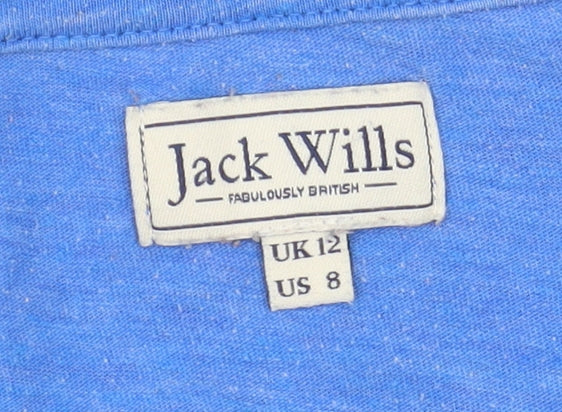 Jack Wills
FABULOUSLY BRITISH
UK 12
US 8